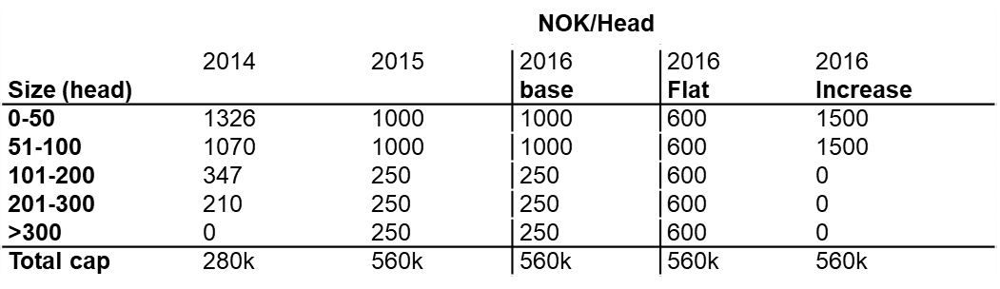 NOK/Head
2014 2015 2016 2016 2016
Size (head) base Flat Increase
0-50 1326 1000 1000 600 1500
51-100 1070 1000 1000 600 1500
101-200 347 250 250 600 0
201-300 210 250 250 600 0
>300 0 250 250 600 0
Total cap 280k 560k 560k 560k 560k